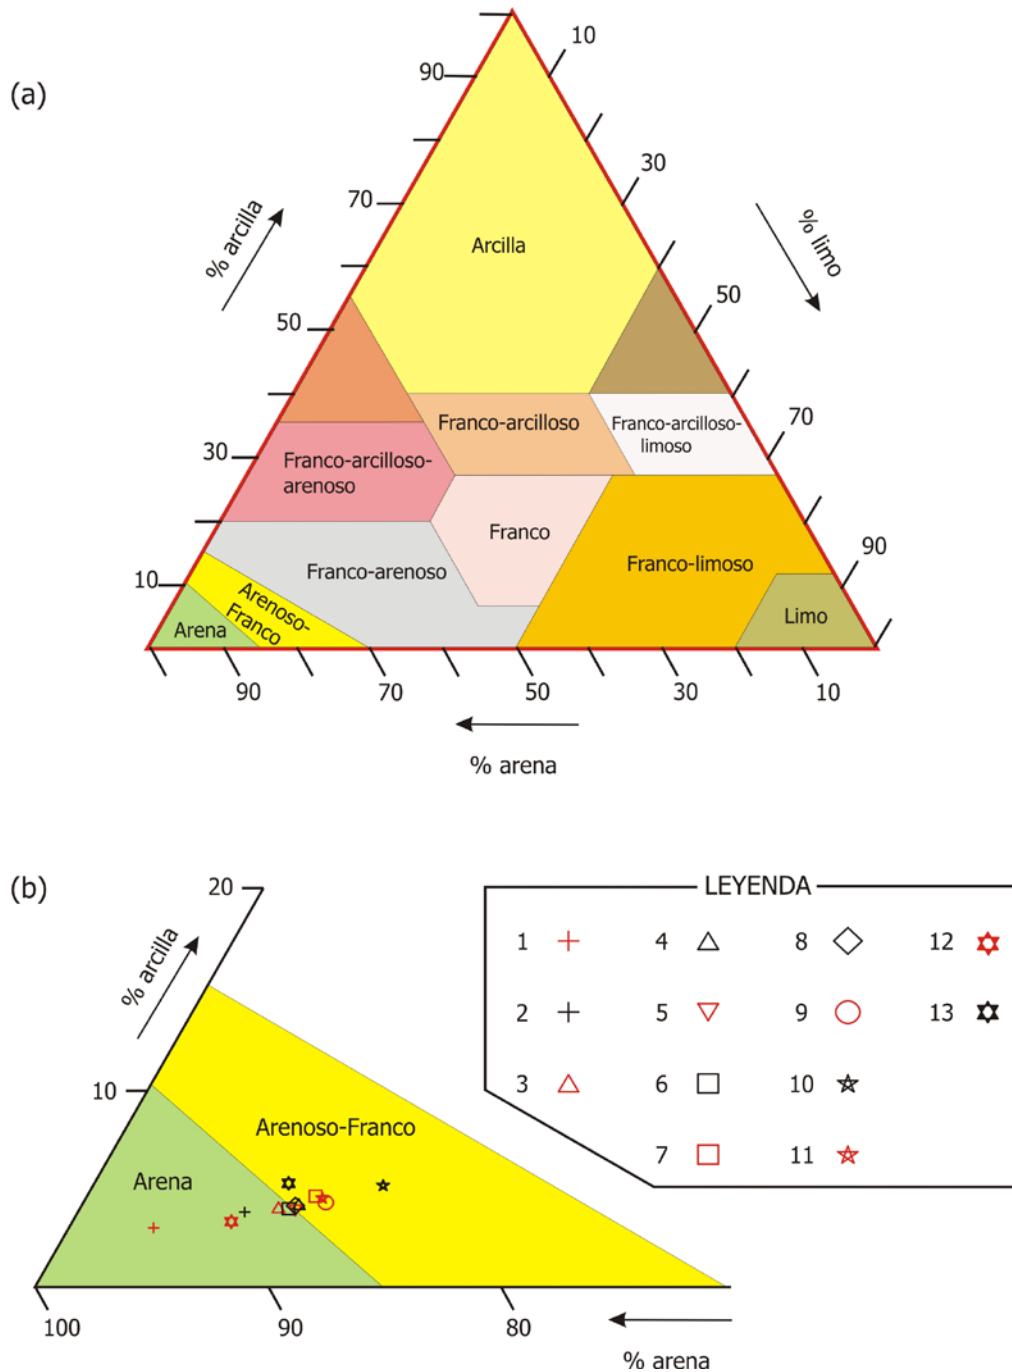 (a)
10
90
30
% arcilla
70
% limo
Arcilla
50
50
Franco-arcilloso
Franco-arcilloso-
limoso
70
30
Franco-arcilloso-
arenoso
Franco
90
Franco-arenoso
Franco-limoso
10
Arenoso-
Franco
Arena
Limo
90
70
50
30
10
% arena
(b)
20
LEYENDA
% arcilla
1
4
8
12
2
5
9
13
3
6
10
7
11
10
Arenoso-Franco
Arena
100
90
80
% arena